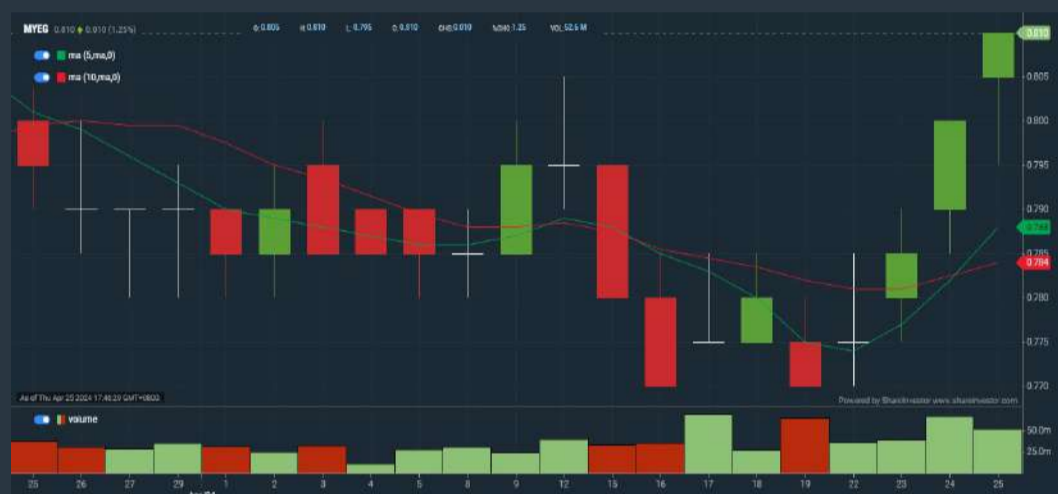 MYEG 0.810 0.010 (1.25%) O:0.805 H:0.810 L:0.795 C:0.810 CHG:0.010 %CHG:1.25 VOL:52.6 M
ma (5,ma,0)
ma (10,ma,0)
0.810
0.805
0.800
0.795
0.790
0.788
0.785
0.784
0.780
0.775
0.770
As of Thu Apr 25 2024 17:46:29 GMT+0800
Powered by ShareInvestor www.shareinvestor.com
volume
50.0m
25.0m
25 26 27 29 1 2 3 4 5 8 9 12 15 16 17 18 19 22 23 24 25